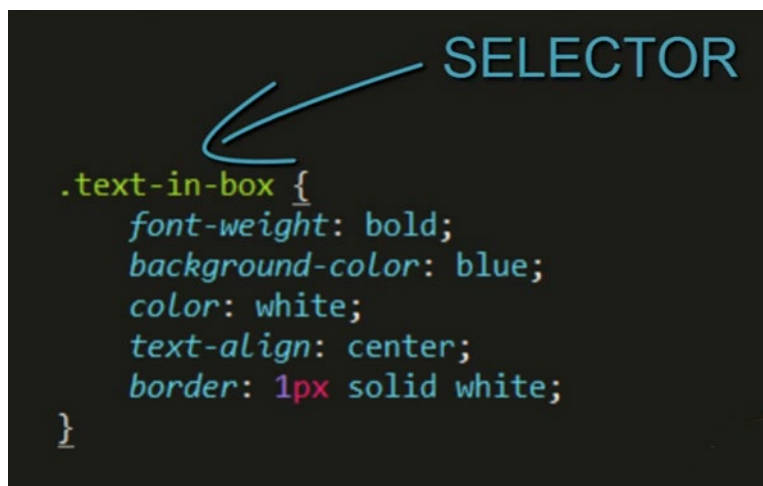 SELECTOR
.text-in-box {
font-weight: bold;
background-color: blue;
color: white;
text-align: center;
border: 1px solid white;
}